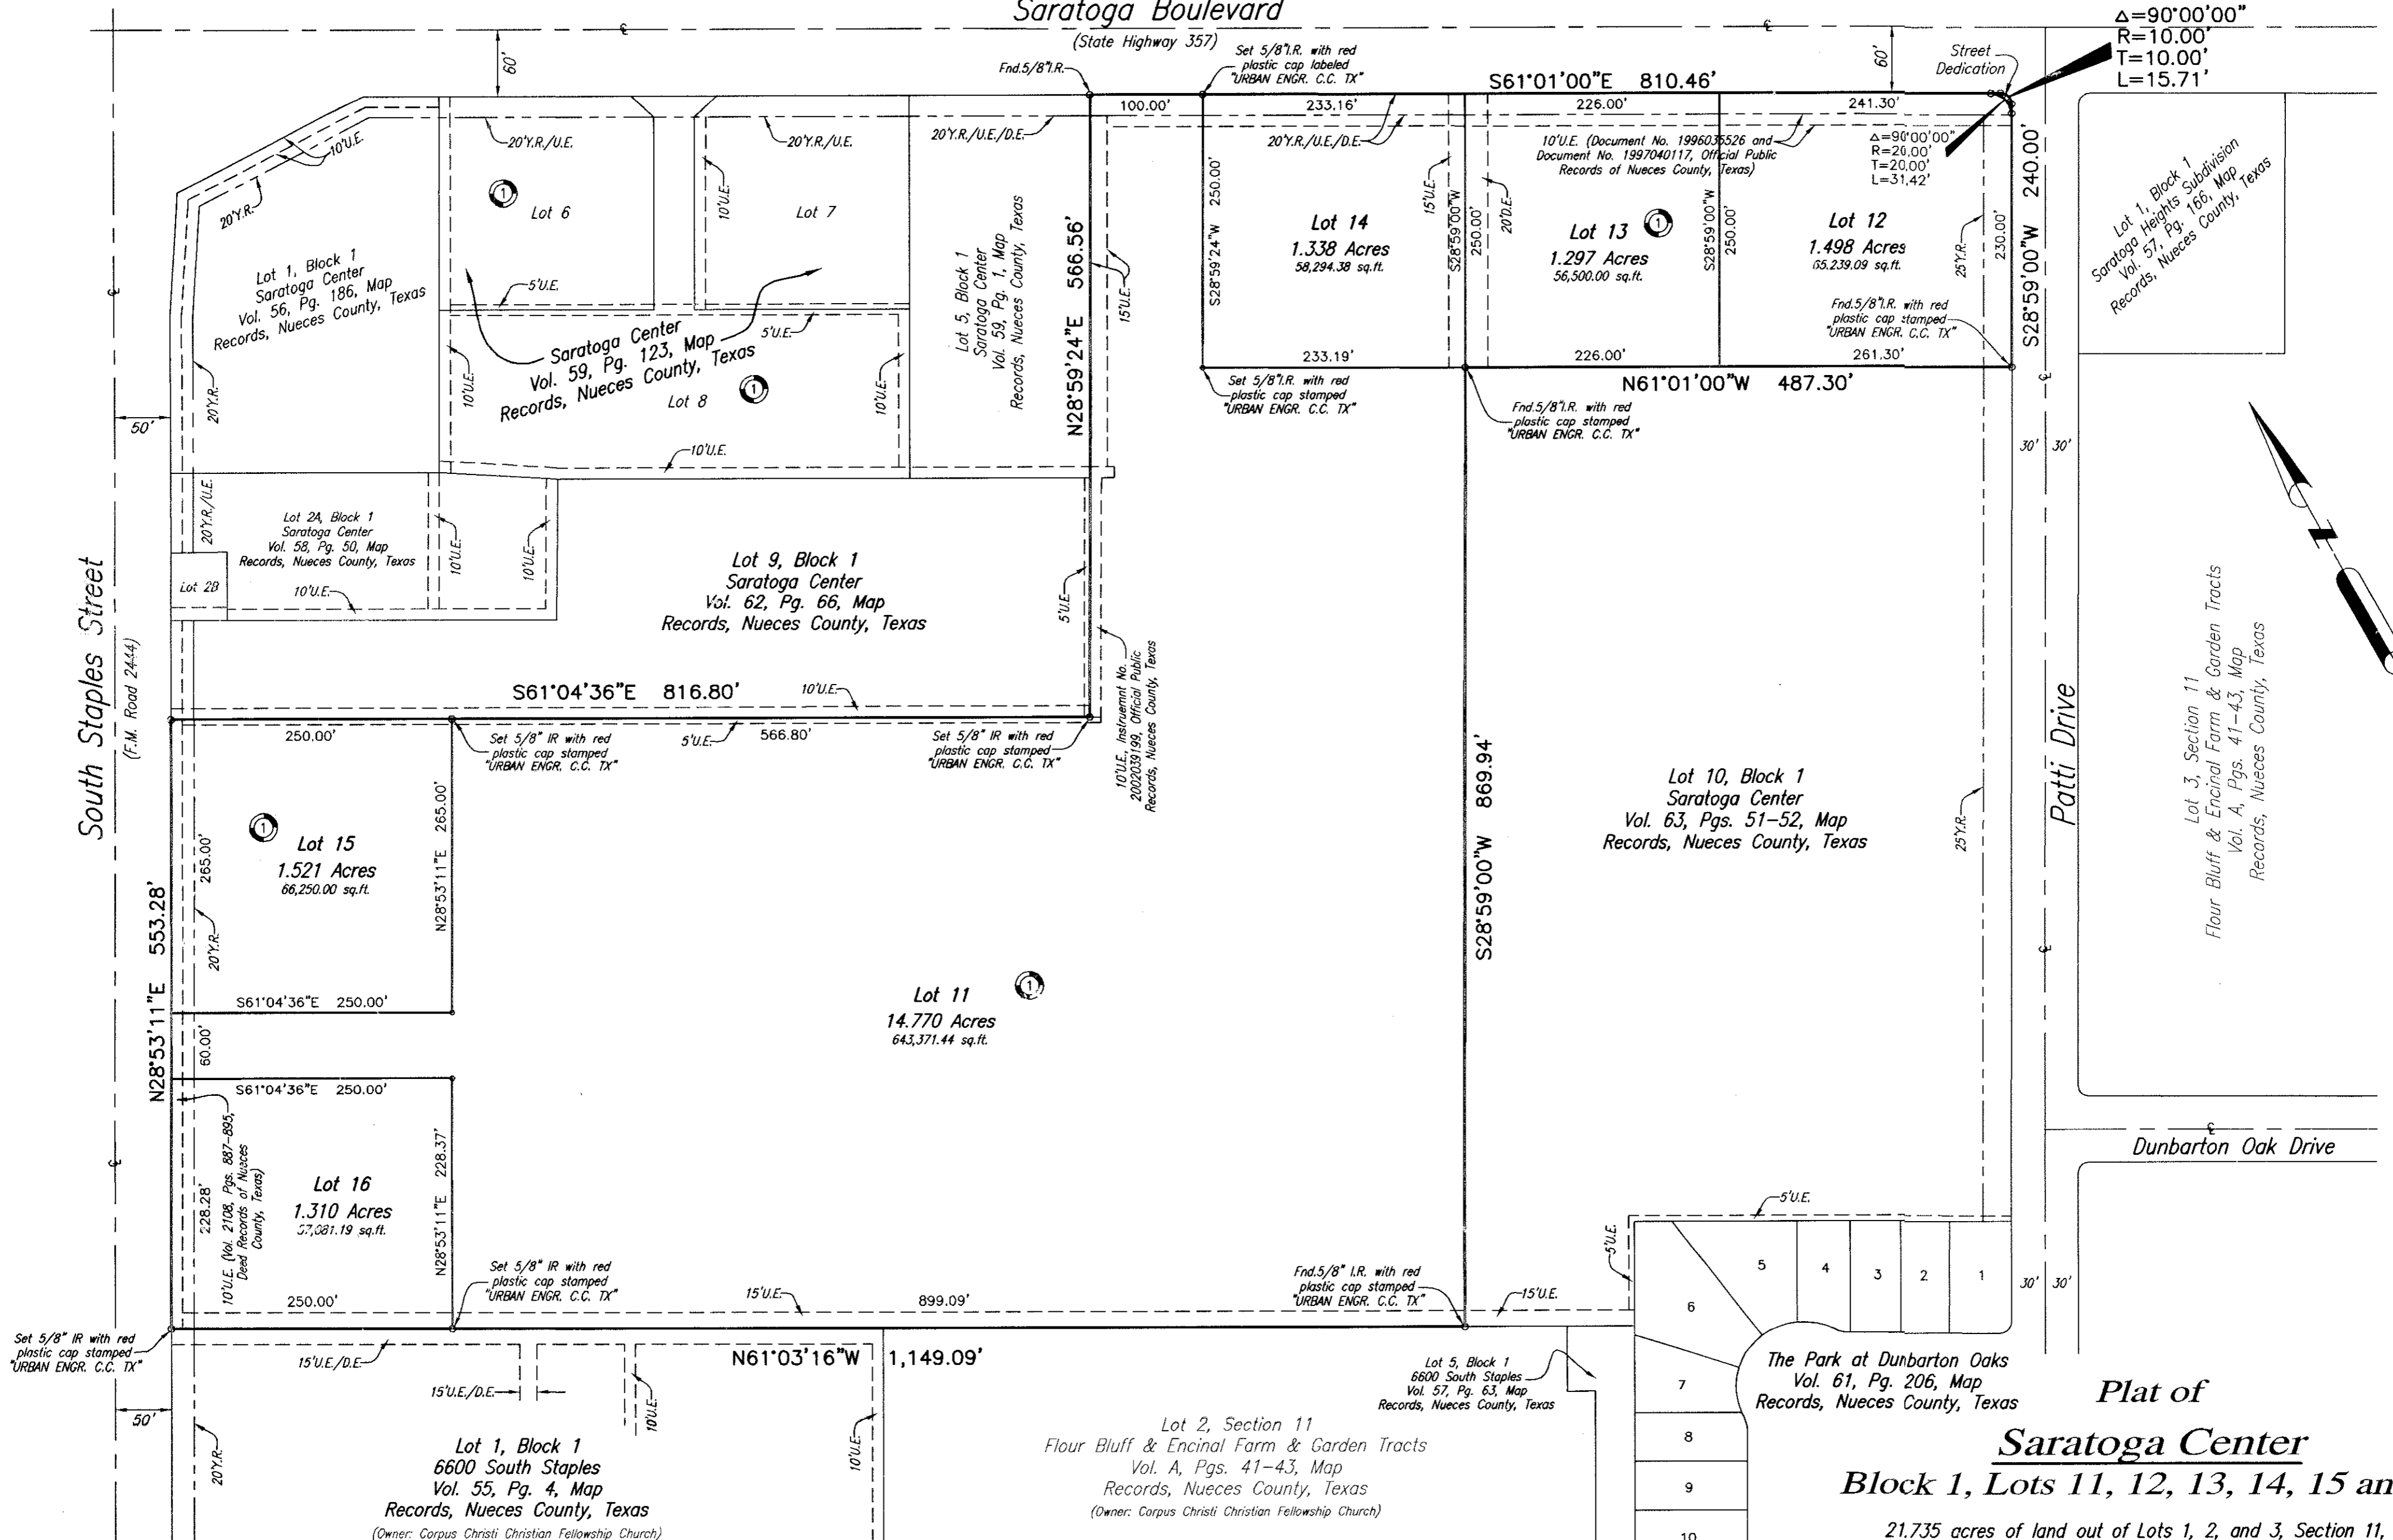 Saratoga Boulevard
(State Highway 357)
60'
60'
Fnd.5/8"I.R.
Set 5/8"I.R. with red
plastic cap labeled
"URBAN ENGR. C.C. TX"
S61°01'00"E 810.46'
Street
Dedication
Δ=90°00'00"
R=10.00'
T=10.00'
L=15.71'
100.00'
233.16'
226.00'
241.30'
10'U.E.
20'Y.R.
20'Y.R./U.E.
20'Y.R./U.E.
20'Y.R./U.E./D.E.
20'Y.R./U.E./D.E.
10'U.E. (Document No. 1996035526 and
Document No. 1997040117, Official Public
Records of Nueces County, Texas)
Δ=90°00'00"
R=20.00'
T=20.00'
L=31.42'
Lot 1, Block 1
Saratoga Heights Subdivision
Vol. 57, Pg. 166, Map
Records, Nueces County, Texas
1
Lot 6
10'U.E.
Lot 7
Lot 5, Block 1
Saratoga Center
Vol. 59, Pg. 1, Map
Records, Nueces County, Texas
N28°59'24"E 566.56'
15'U.E.
S28°59'24"W 250.00'
Lot 14
1.338 Acres
58,294.38 sq.ft.
15'U.E.
S28°59'00"W
250.00'
20'D.E.
Lot 13
1
1.297 Acres
56,500.00 sq.ft.
S28°59'00"W
250.00'
Lot 12
1.498 Acres
65,239.09 sq.ft.
25'Y.R.
230.00'
S28°59'00"W 240.00'
Fnd.5/8"I.R. with red
plastic cap stamped
"URBAN ENGR. C.C. TX"
Lot 1, Block 1
Saratoga Center
Vol. 56, Pg. 186, Map
Records, Nueces County, Texas
5'U.E.
5'U.E.
Saratoga Center
Vol. 59, Pg. 123, Map
Records, Nueces County, Texas
10'U.E.
Lot 8
1
10'U.E.
10'U.E.
20'Y.R.
50'
233.19'
226.00'
261.30'
N61°01'00"W 487.30'
Set 5/8"I.R. with red
plastic cap stamped
"URBAN ENGR. C.C. TX"
Fnd.5/8"I.R. with red
plastic cap stamped
"URBAN ENGR. C.C. TX"
30' 30'
20'Y.R./U.E.
Lot 2A, Block 1
Saratoga Center
Vol. 58, Pg. 50, Map
Records, Nueces County, Texas
10'U.E.
10'U.E.
Lot 2B
10'U.E.
Lot 9, Block 1
Saratoga Center
Vol. 62, Pg. 66, Map
Records, Nueces County, Texas
5'U.E.
10'U.E., Instruemnt No.
2002039199, Official Public
Records, Nueces County, Texas
South Staples Street
(F.M. Road 2444)
S61°04'36"E 816.80'
10'U.E.
250.00'
566.80'
5'U.E.
Set 5/8" IR with red
plastic cap stamped
"URBAN ENGR. C.C. TX"
Set 5/8" IR with red
plastic cap stamped
"URBAN ENGR. C.C. TX"
N
Lot 3, Section 11
Flour Bluff & Encinal Farm & Garden Tracts
Vol. A, Pgs. 41-43, Map
Records, Nueces County, Texas
Patti Drive
Lot 10, Block 1
Saratoga Center
Vol. 63, Pgs. 51-52, Map
Records, Nueces County, Texas
25'Y.R.
S28°59'00"W 869.94'
1
Lot 15
1.521 Acres
66,250.00 sq.ft.
265.00'
20'Y.R.
N28°53'11"E 265.00'
N28°53'11"E 553.28'
S61°04'36"E 250.00'
60.00'
S61°04'36"E 250.00'
Lot 11
1
14.770 Acres
643,371.44 sq.ft.
10'U.E. (Vol. 2108, Pgs. 887-895,
Deed Records of Nueces
County, Texas)
228.28'
Lot 16
1.310 Acres
57,081.19 sq.ft.
N28°53'11"E 228.37'
250.00'
Set 5/8" IR with red
plastic cap stamped
"URBAN ENGR. C.C. TX"
15'U.E.
899.09'
Fnd.5/8" I.R. with red
plastic cap stamped
"URBAN ENGR. C.C. TX"
15'U.E.
5'U.E.
5'U.E.
Dunbarton Oak Drive
5
4
3
2
1
6
7
8
9
10
30' 30'
Set 5/8" IR with red
plastic cap stamped
"URBAN ENGR. C.C. TX"
15'U.E./D.E.
15'U.E./D.E.
10'U.E.
N61°03'16"W 1,149.09'
50'
20'Y.R.
10'U.E.
Lot 1, Block 1
6600 South Staples
Vol. 55, Pg. 4, Map
Records, Nueces County, Texas
(Owner: Corpus Christi Christian Fellowship Church)
Lot 2, Section 11
Flour Bluff & Encinal Farm & Garden Tracts
Vol. A, Pgs. 41-43, Map
Records, Nueces County, Texas
(Owner: Corpus Christi Christian Fellowship Church)
Lot 5, Block 1
6600 South Staples
Vol. 57, Pg. 63, Map
Records, Nueces County, Texas
The Park at Dunbarton Oaks
Vol. 61, Pg. 206, Map
Records, Nueces County, Texas
Plat of
Saratoga Center
Block 1, Lots 11, 12, 13, 14, 15 an
21.735 acres of land out of Lots 1, 2, and 3, Section 11,